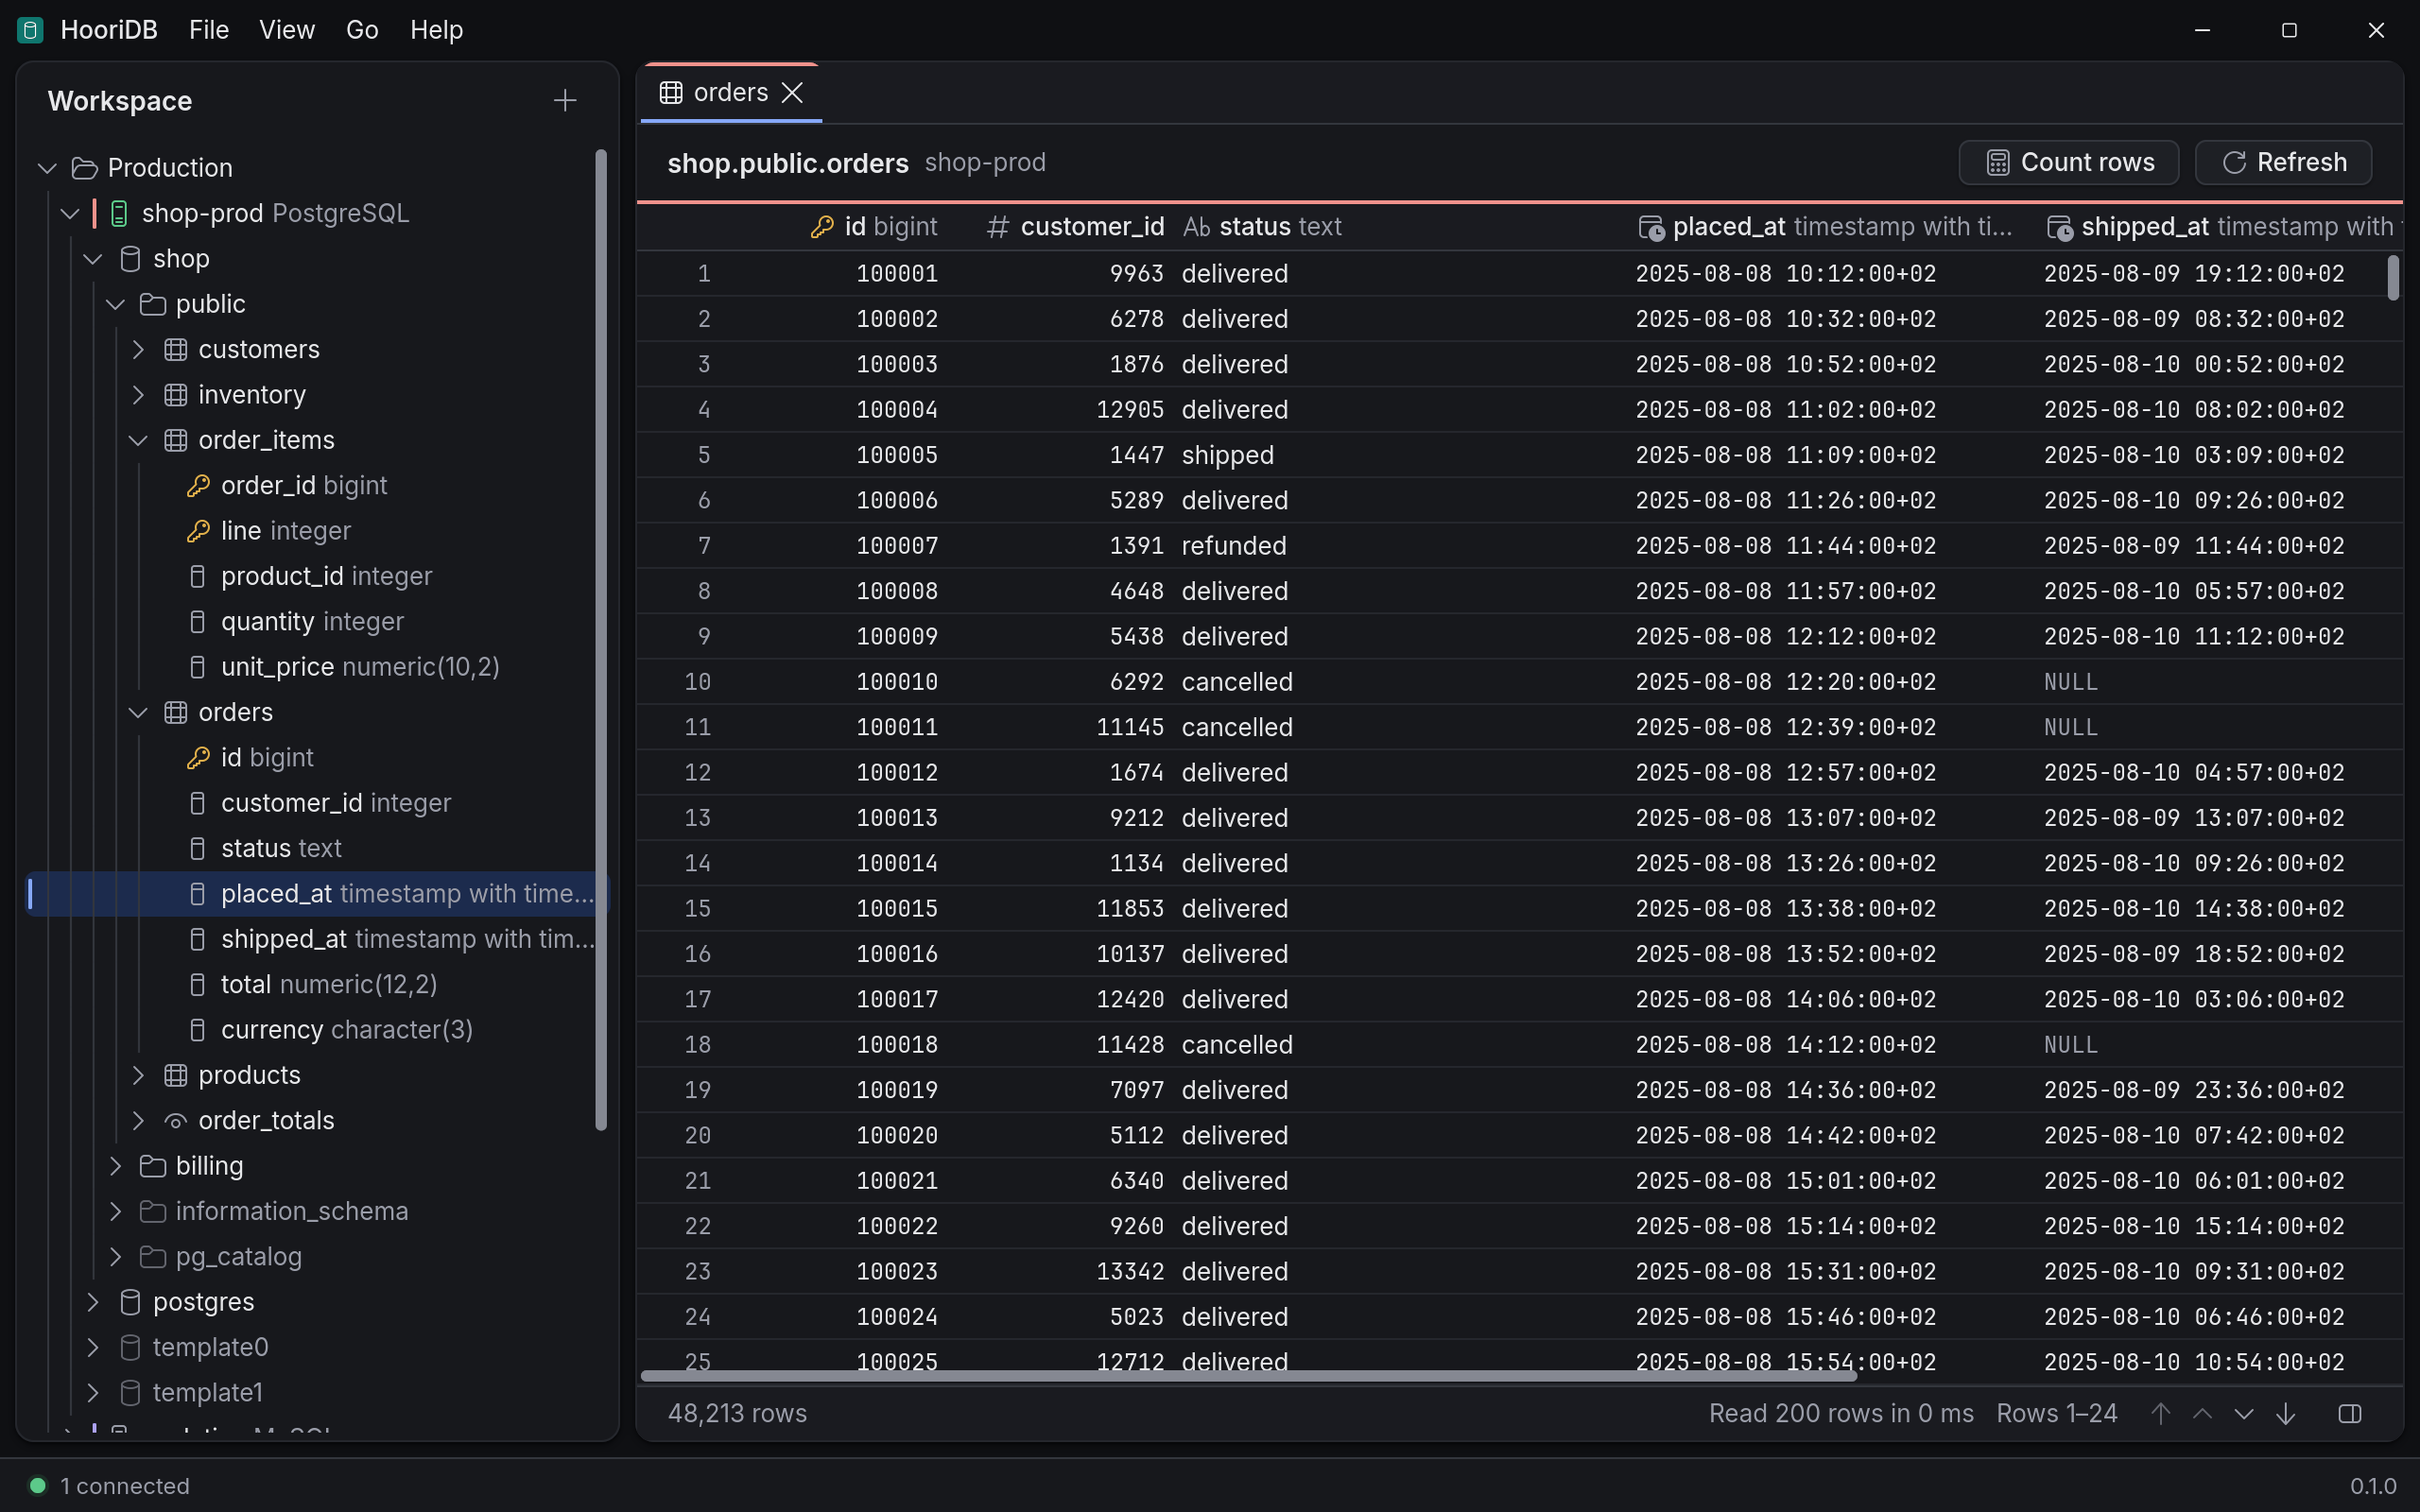 HooriDB File View Go Help
Workspace
Production
shop-prod PostgreSQL
shop
public
customers
inventory
order_items
order_id bigint
line integer
product_id integer
quantity integer
unit_price numeric(10,2)
orders
id bigint
customer_id integer
status text
placed_at timestamp with time...
shipped_at timestamp with tim...
total numeric(12,2)
currency character(3)
products
order_totals
billing
information_schema
pg_catalog
postgres
template0
template1
orders
shop.public.orders shop-prod Count rows Refresh
id bigint customer_id Ab status text placed_at timestamp with ti... shipped_at timestamp with
1 100001 9963 delivered 2025-08-08 10:12:00+02 2025-08-09 19:12:00+02
2 100002 6278 delivered 2025-08-08 10:32:00+02 2025-08-09 08:32:00+02
3 100003 1876 delivered 2025-08-08 10:52:00+02 2025-08-10 00:52:00+02
4 100004 12905 delivered 2025-08-08 11:02:00+02 2025-08-10 08:02:00+02
5 100005 1447 shipped 2025-08-08 11:09:00+02 2025-08-10 03:09:00+02
6 100006 5289 delivered 2025-08-08 11:26:00+02 2025-08-10 09:26:00+02
7 100007 1391 refunded 2025-08-08 11:44:00+02 2025-08-09 11:44:00+02
8 100008 4648 delivered 2025-08-08 11:57:00+02 2025-08-10 05:57:00+02
9 100009 5438 delivered 2025-08-08 12:12:00+02 2025-08-10 11:12:00+02
10 100010 6292 cancelled 2025-08-08 12:20:00+02 NULL
11 100011 11145 cancelled 2025-08-08 12:39:00+02 NULL
12 100012 1674 delivered 2025-08-08 12:57:00+02 2025-08-10 04:57:00+02
13 100013 9212 delivered 2025-08-08 13:07:00+02 2025-08-09 13:07:00+02
14 100014 1134 delivered 2025-08-08 13:26:00+02 2025-08-10 09:26:00+02
15 100015 11853 delivered 2025-08-08 13:38:00+02 2025-08-10 14:38:00+02
16 100016 10137 delivered 2025-08-08 13:52:00+02 2025-08-09 18:52:00+02
17 100017 12420 delivered 2025-08-08 14:06:00+02 2025-08-10 03:06:00+02
18 100018 11428 cancelled 2025-08-08 14:12:00+02 NULL
19 100019 7097 delivered 2025-08-08 14:36:00+02 2025-08-09 23:36:00+02
20 100020 5112 delivered 2025-08-08 14:42:00+02 2025-08-10 07:42:00+02
21 100021 6340 delivered 2025-08-08 15:01:00+02 2025-08-10 06:01:00+02
22 100022 9260 delivered 2025-08-08 15:14:00+02 2025-08-10 15:14:00+02
23 100023 13342 delivered 2025-08-08 15:31:00+02 2025-08-10 09:31:00+02
24 100024 5023 delivered 2025-08-08 15:46:00+02 2025-08-10 06:46:00+02
25 100025 12712 delivered 2025-08-08 15:54:00+02 2025-08-10 10:54:00+02
48,213 rows Read 200 rows in 0 ms Rows 1–24
1 connected 0.1.0